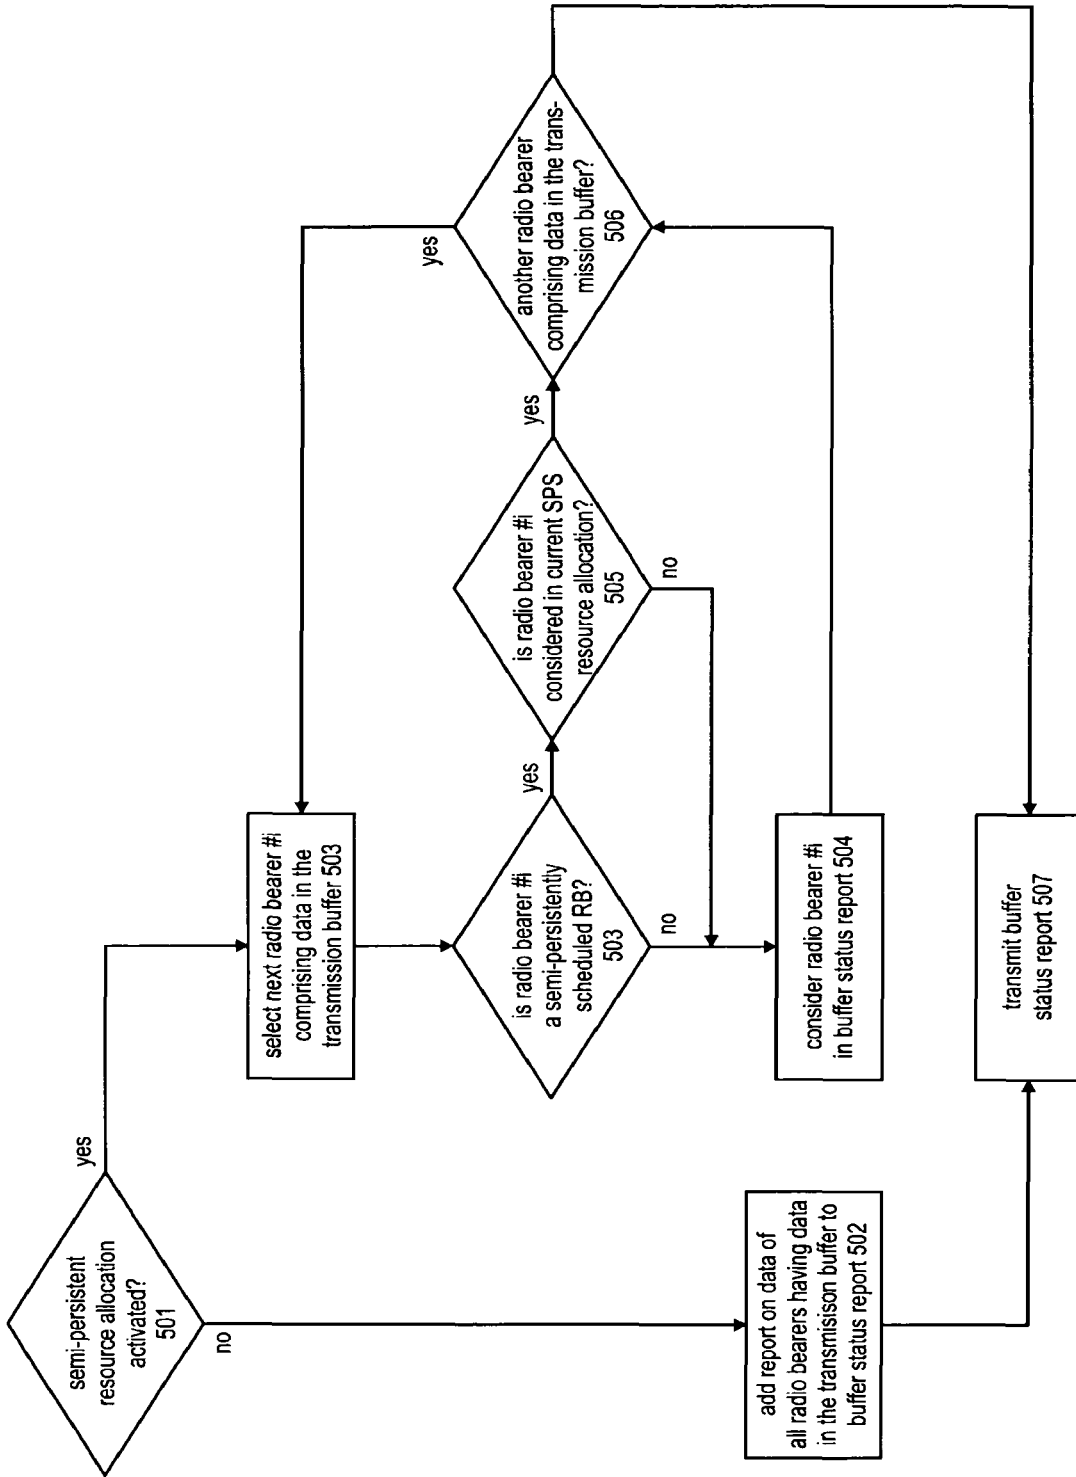 semi-persistent
resource allocation
activated?
501
yes
no
select next radio bearer #i
comprising data in the
transmission buffer 503
is radio bearer #i
a semi-persistently
scheduled RB?
503
yes
no
is radio bearer #i
considered in current SPS
resource allocation?
505
yes
no
another radio bearer
comprising data in the trans-
mission buffer?
506
yes
consider radio bearer #i
in buffer status report 504
add report on data of
all radio bearers having data
in the transmisison buffer to
buffer status report 502
transmit buffer
status report 507